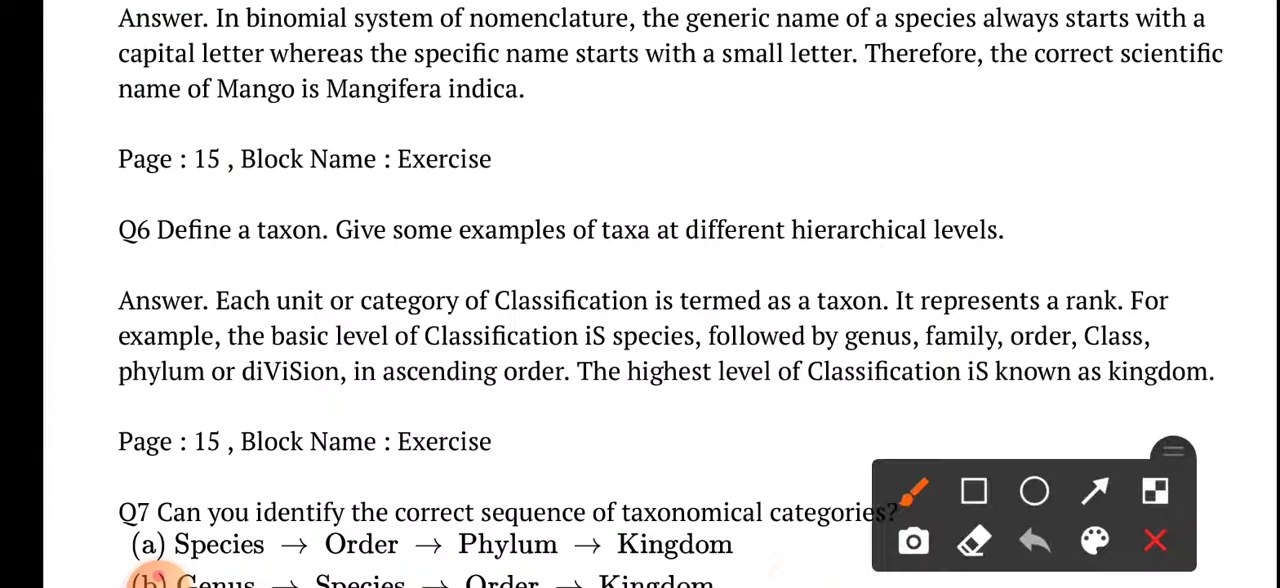 Answer. In binomial system of nomenclature, the generic name of a species always starts with a
capital letter whereas the specific name starts with a small letter. Therefore, the correct scientific
name of Mango is Mangifera indica.
Page : 15 , Block Name : Exercise
Q6 Define a taxon. Give some examples of taxa at different hierarchical levels.
Answer. Each unit or category of Classification is termed as a taxon. It represents a rank. For
example, the basic level of Classification iS species, followed by genus, family, order, Class,
phylum or diViSion, in ascending order. The highest level of Classification iS known as kingdom.
Page : 15 , Block Name : Exercise
Q7 Can you identify the correct sequence of taxonomical categories?
(a) Species → Order → Phylum → Kingdom
(b) Genus → Species → Order → Kingdom